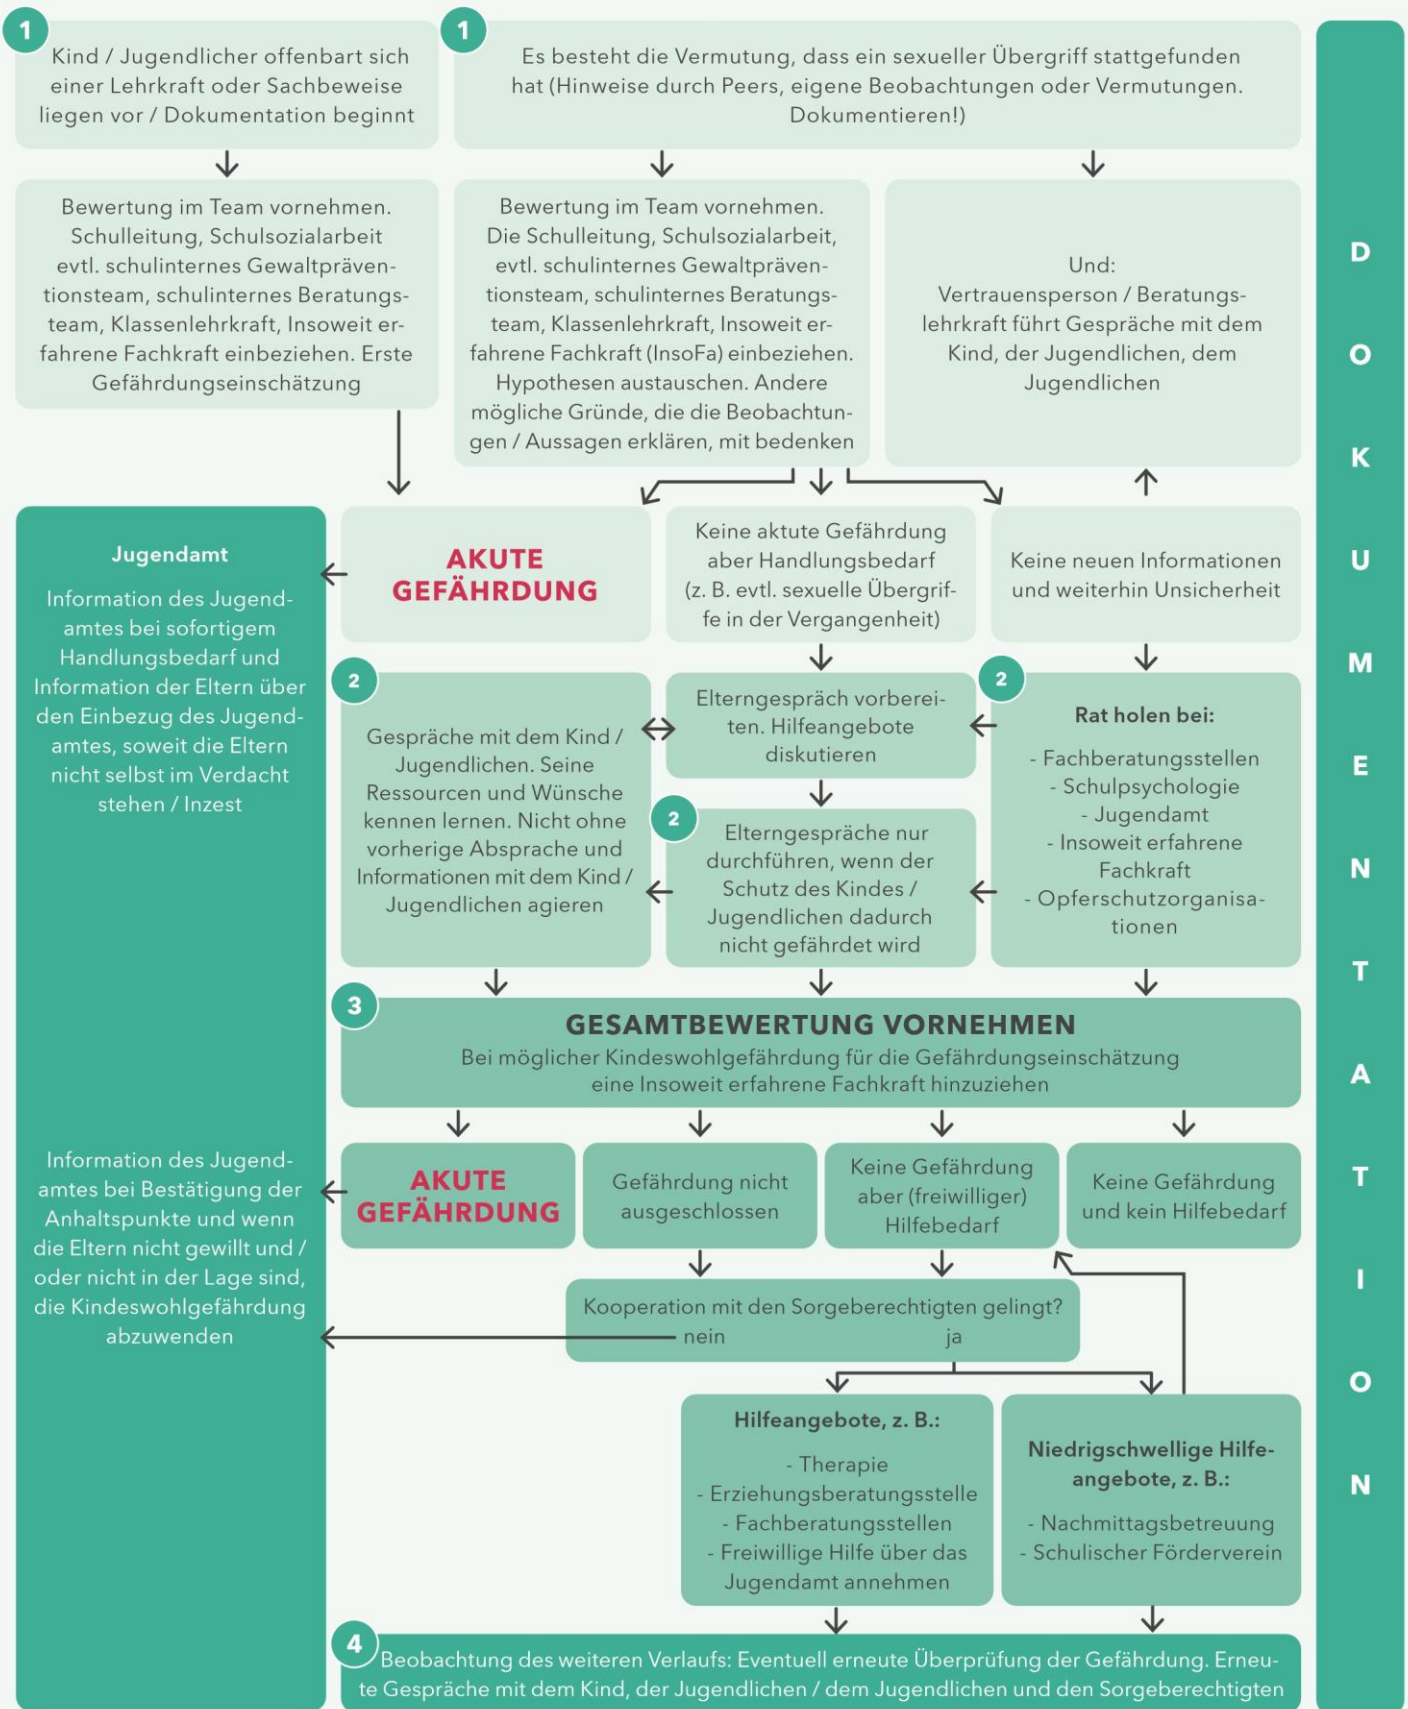 1
Kind / Jugendlicher offenbart sich
einer Lehrkraft oder Sachbeweise
liegen vor / Dokumentation beginnt
1
Es besteht die Vermutung, dass ein sexueller Übergriff stattgefunden
hat (Hinweise durch Peers, eigene Beobachtungen oder Vermutungen.
Dokumentieren!)
Bewertung im Team vornehmen.
Schulleitung, Schulsozialarbeit
evtl. schulinternes Gewaltpräven-
tionsteam, schulinternes Beratungs-
team, Klassenlehrkraft, Insoweit er-
fahrene Fachkraft einbeziehen. Erste
Gefährdungseinschätzung
Bewertung im Team vornehmen.
Die Schulleitung, Schulsozialarbeit,
evtl. schulinternes Gewaltpräven-
tionsteam, schulinternes Beratungs-
team, Klassenlehrkraft, Insoweit er-
fahrene Fachkraft (InsoFa) einbeziehen.
Hypothesen austauschen. Andere
mögliche Gründe, die die Beobachtun-
gen / Aussagen erklären, mit bedenken
Und:
Vertrauensperson / Beratungs-
lehrkraft führt Gespräche mit dem
Kind, der Jugendlichen, dem
Jugendlichen
Jugendamt
Information des Jugend-
amtes bei sofortigem
Handlungsbedarf und
Information der Eltern über
den Einbezug des Jugend-
amtes, soweit die Eltern
nicht selbst im Verdacht
stehen / Inzest
AKUTE
GEFÄHRDUNG
Keine aktute Gefährdung
aber Handlungsbedarf
(z. B. evtl. sexuelle Übergrif-
fe in der Vergangenheit)
Keine neuen Informationen
und weiterhin Unsicherheit
2
Gespräche mit dem Kind /
Jugendlichen. Seine
Ressourcen und Wünsche
kennen lernen. Nicht ohne
vorherige Absprache und
Informationen mit dem Kind /
Jugendlichen agieren
Elterngespräch vorberei-
ten. Hilfeangebote
diskutieren
2
Elterngespräche nur
durchführen, wenn der
Schutz des Kindes /
Jugendlichen dadurch
nicht gefährdet wird
2
Rat holen bei:
- Fachberatungsstellen
- Schulpsychologie
- Jugendamt
- Insoweit erfahrene
Fachkraft
- Opferschutzorganisa-
tionen
3
GESAMTBEWERTUNG VORNEHMEN
Bei möglicher Kindeswohlgefährdung für die Gefährdungseinschätzung
eine Insoweit erfahrene Fachkraft hinzuziehen
Information des Jugend-
amtes bei Bestätigung der
Anhaltspunkte und wenn
die Eltern nicht gewillt und /
oder nicht in der Lage sind,
die Kindeswohlgefährdung
abzuwenden
AKUTE
GEFÄHRDUNG
Gefährdung nicht
ausgeschlossen
Keine Gefährdung
aber (freiwilliger)
Hilfebedarf
Keine Gefährdung
und kein Hilfebedarf
Kooperation mit den Sorgeberechtigten gelingt?
nein ja
Hilfeangebote, z. B.:
- Therapie
- Erziehungsberatungsstelle
- Fachberatungsstellen
- Freiwillige Hilfe über das
Jugendamt annehmen
Niedrigschwellige Hilfe-
angebote, z. B.:
- Nachmittagsbetreuung
- Schulischer Förderverein
4
Beobachtung des weiteren Verlaufs: Eventuell erneute Überprüfung der Gefährdung. Erneu-
te Gespräche mit dem Kind, der Jugendlichen / dem Jugendlichen und den Sorgeberechtigten
D
O
K
U
M
E
N
T
A
T
I
O
N